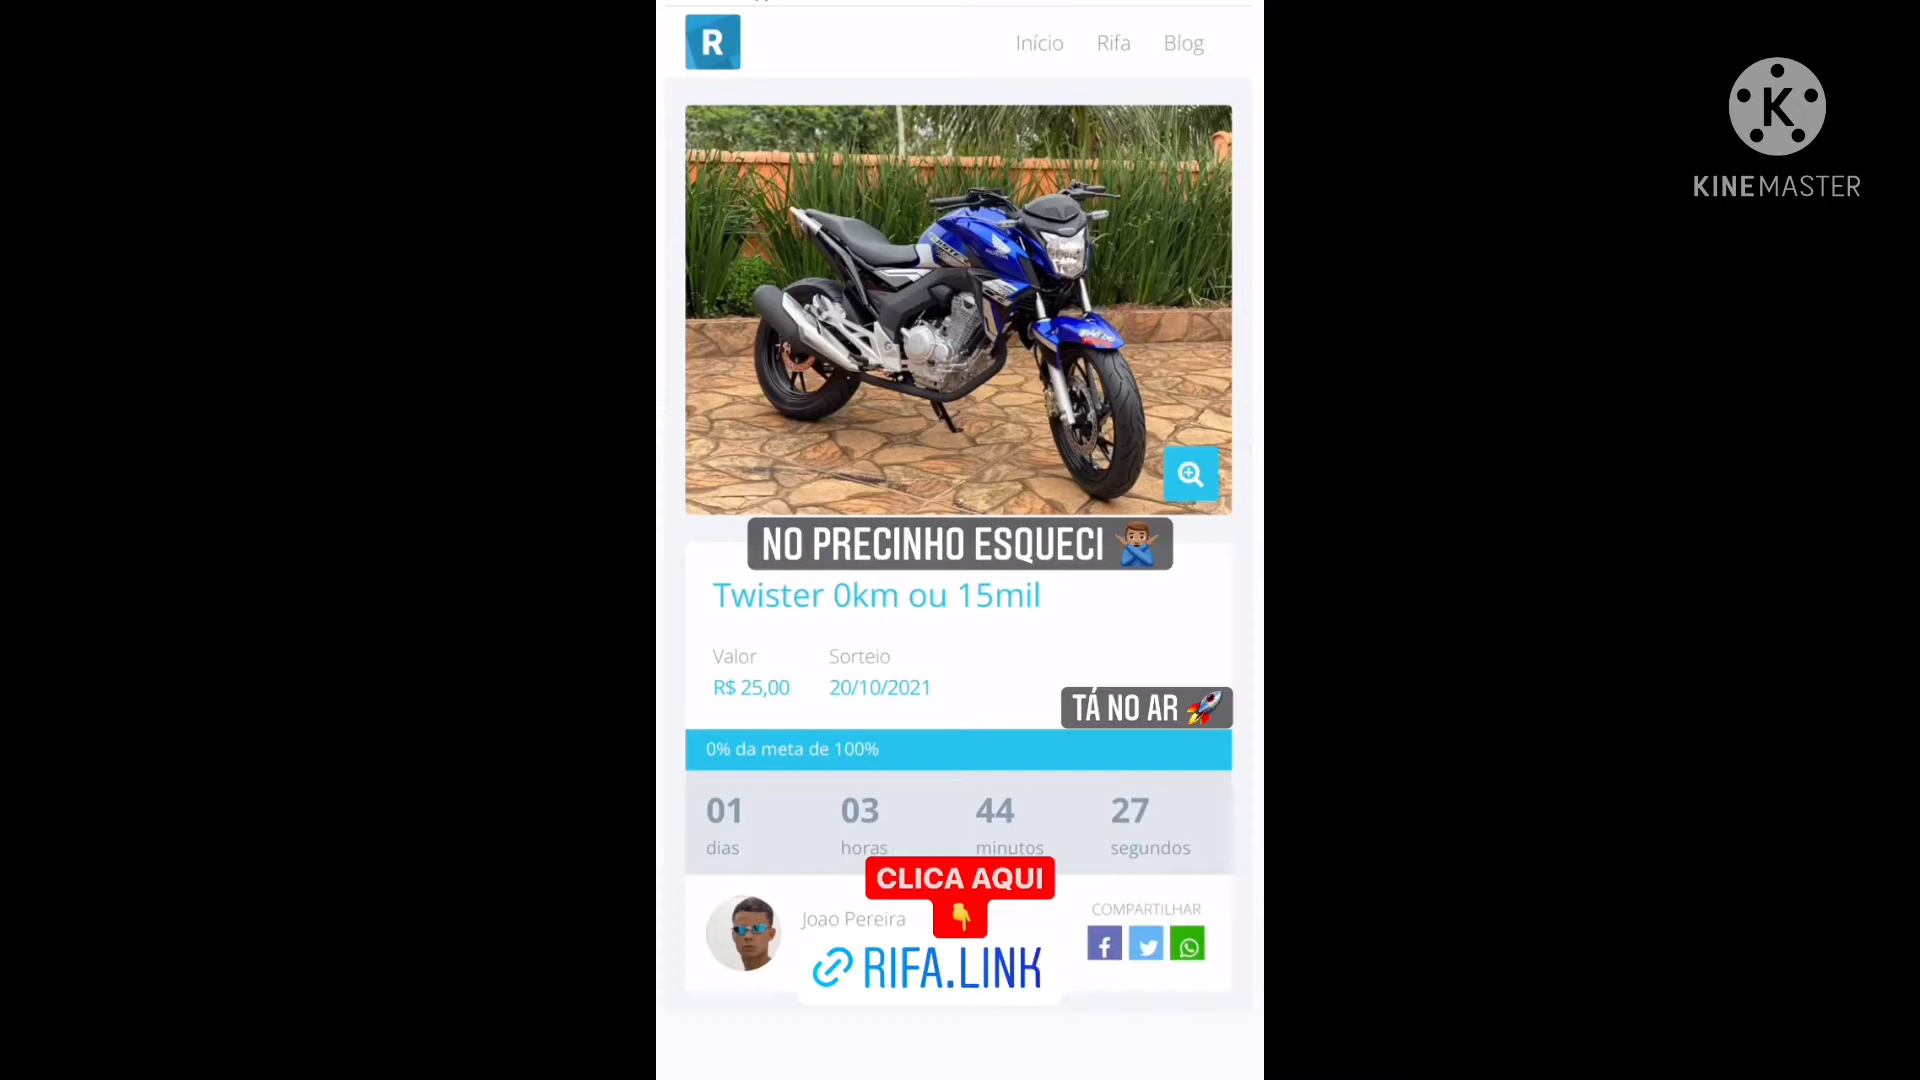 R
Início Rifa Blog
K
KINEMASTER
NO PRECINHO ESQUECI
Twister 0km ou 15mil
Valor Sorteio
R$ 25,00 20/10/2021
TÁ NO AR
0% da meta de 100%
01 03 44 27
dias horas minutos segundos
CLICA AQUI
Joao Pereira
COMPARTILHAR
RIFA.LINK